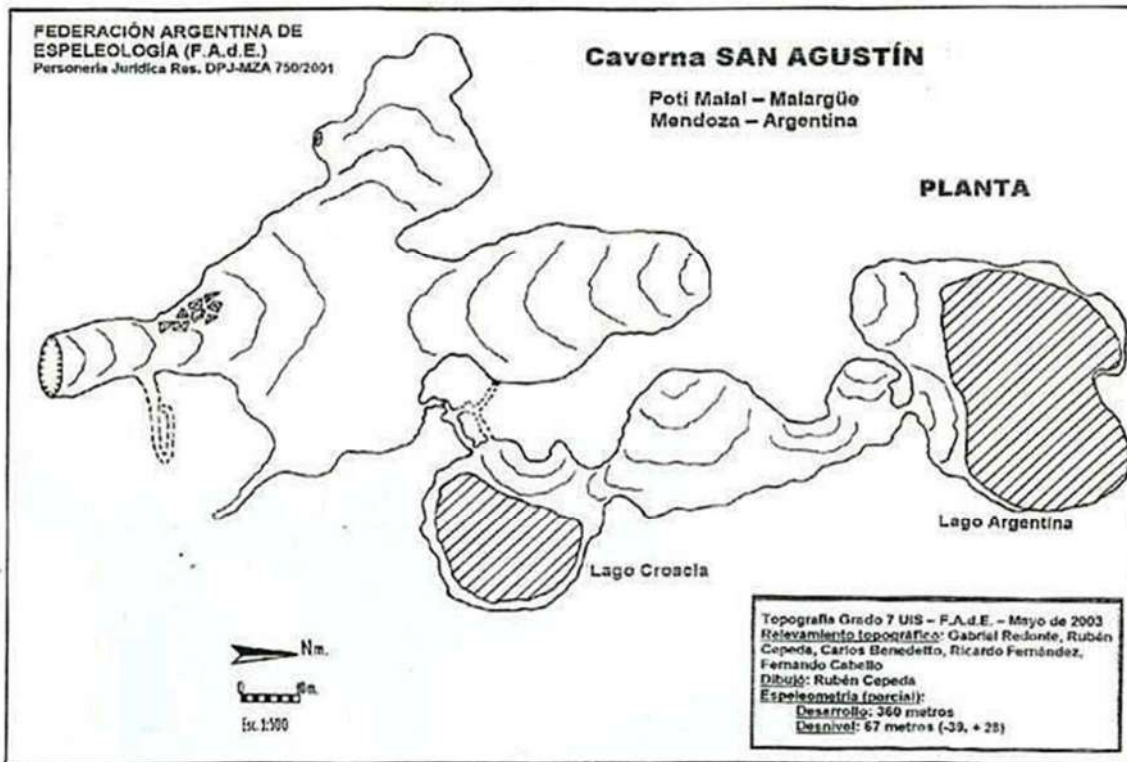 FEDERACIÓN ARGENTINA DE
ESPELEOLOGÍA (F.A.d.E.)
Personería Jurídica Res. DPJ-MZA 750/2001
Caverna SAN AGUSTÍN
Poti Malal – Malargüe
Mendoza – Argentina
PLANTA
Lago Argentina
Lago Croacia
Nm.
0 10m.
Esc. 1:500
Topografía Grado 7 UIS – F.A.d.E. – Mayo de 2003
Relevamiento topográfico: Gabriel Redonte, Rubén
Cepeda, Carlos Benedetto, Ricardo Fernández,
Fernando Cabello
Dibujó: Rubén Cepeda
Espeleometría (parcial):
Desarrollo: 360 metros
Desnivel: 67 metros (-39, + 28)